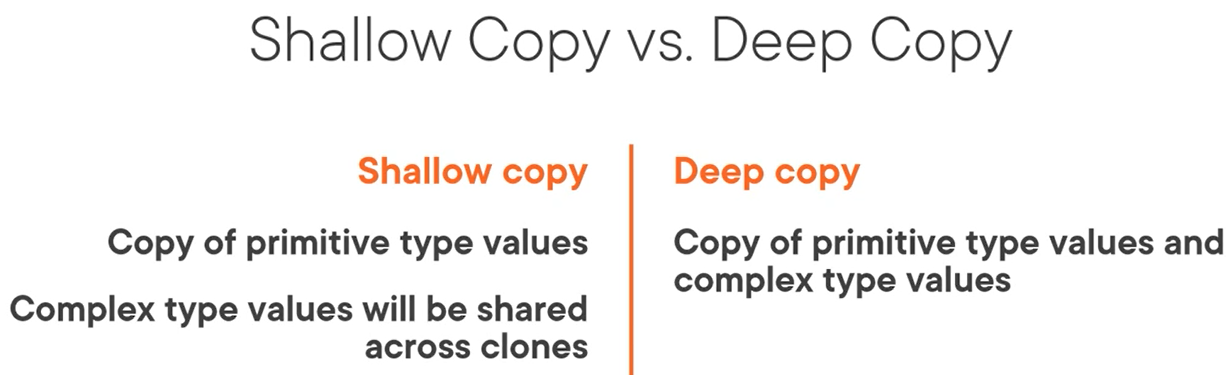 Shallow Copy vs. Deep Copy
Shallow copy
Copy of primitive type values
Complex type values will be shared
across clones
Deep copy
Copy of primitive type values and
complex type values